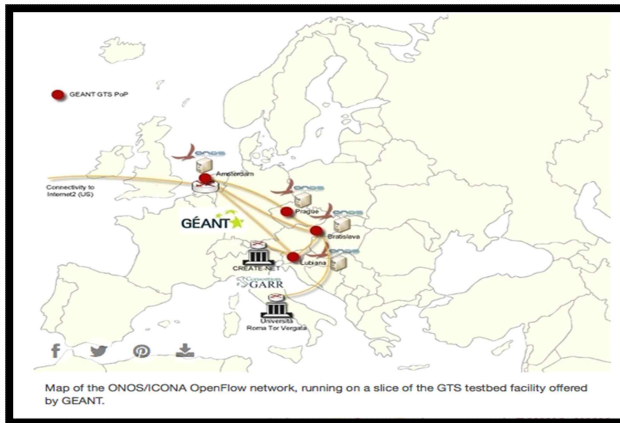 GEANT GTS PoP
ONOS
Amsterdam
Connectivity to
Internet2 (US)
ONOS
Prague
ONOS
GÉANT
Bratislava
ONOS
CREATE-NET
Lubiana
GARR
Università
Roma Tor Vergata
Map of the ONOS/ICONA OpenFlow network, running on a slice of the GTS testbed facility offered
by GEANT.